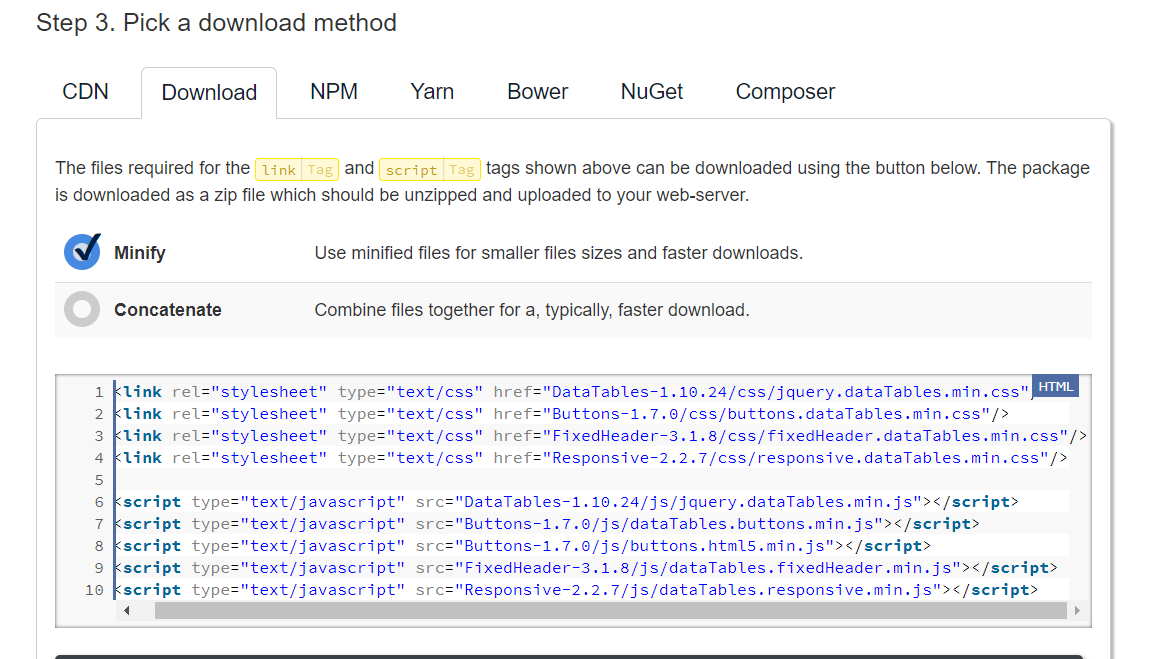 Step 3. Pick a download method
CDN Download NPM Yarn Bower NuGet Composer
The files required for the link Tag and script Tag tags shown above can be downloaded using the button below. The package
is downloaded as a zip file which should be unzipped and uploaded to your web-server.
Minify Use minified files for smaller files sizes and faster downloads.
Concatenate Combine files together for a, typically, faster download.
HTML
1 <link rel="stylesheet" type="text/css" href="DataTables-1.10.24/css/jquery.dataTables.min.css"/
2 <link rel="stylesheet" type="text/css" href="Buttons-1.7.0/css/buttons.dataTables.min.css"/>
3 <link rel="stylesheet" type="text/css" href="FixedHeader-3.1.8/css/fixedHeader.dataTables.min.css"/>
4 <link rel="stylesheet" type="text/css" href="Responsive-2.2.7/css/responsive.dataTables.min.css"/>
5
6 <script type="text/javascript" src="DataTables-1.10.24/js/jquery.dataTables.min.js"></script>
7 <script type="text/javascript" src="Buttons-1.7.0/js/dataTables.buttons.min.js"></script>
8 <script type="text/javascript" src="Buttons-1.7.0/js/buttons.html5.min.js"></script>
9 <script type="text/javascript" src="FixedHeader-3.1.8/js/dataTables.fixedHeader.min.js"></script>
10 <script type="text/javascript" src="Responsive-2.2.7/js/dataTables.responsive.min.js"></script>